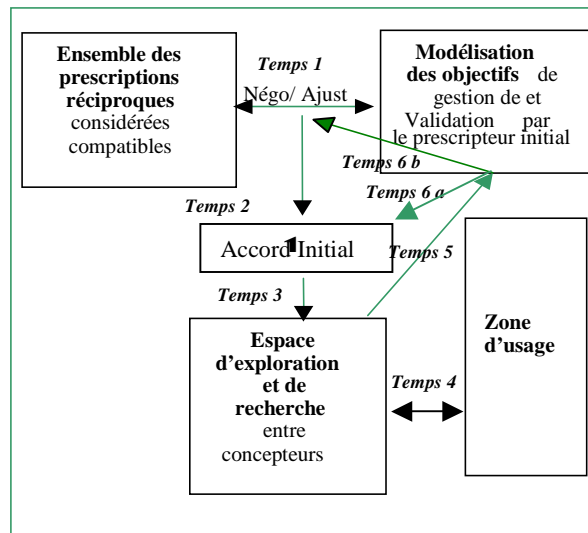 Ensemble des
prescriptions
réciproques
considérées
compatibles
Temps 1
Négo/ Ajust
Modélisation
des objectifs de
gestion de et
Validation par
le prescripteur initial
Temps 6 b
Temps 6 a
Temps 2
Accord Initial
Temps 5
Temps 3
Espace
d’exploration
et de
recherche
entre
concepteurs
Temps 4
Zone
d’usage